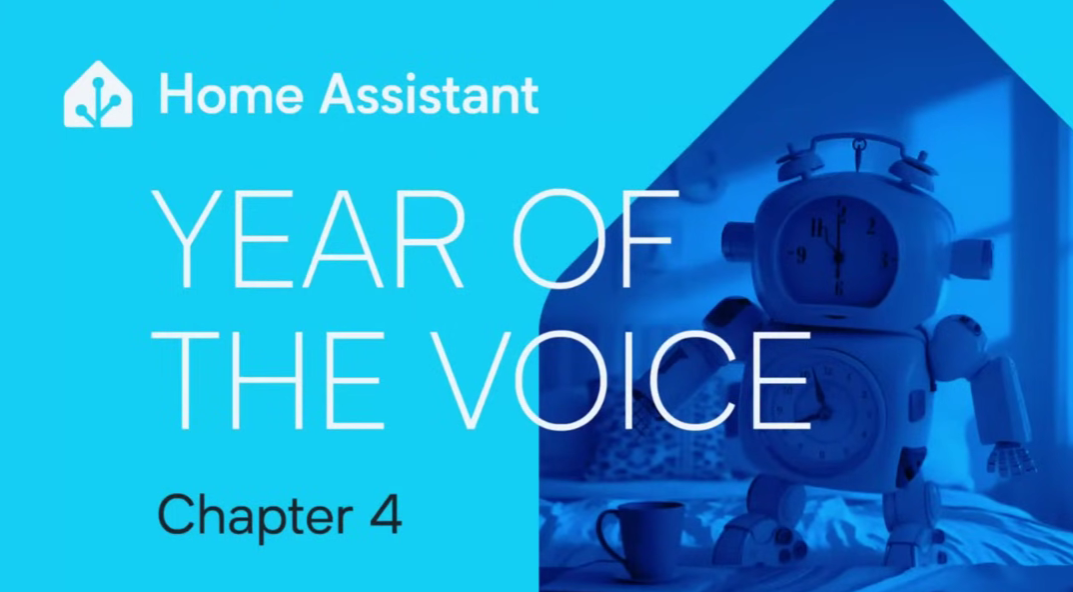 Home Assistant
YEAR OF
THE VOICE
Chapter 4